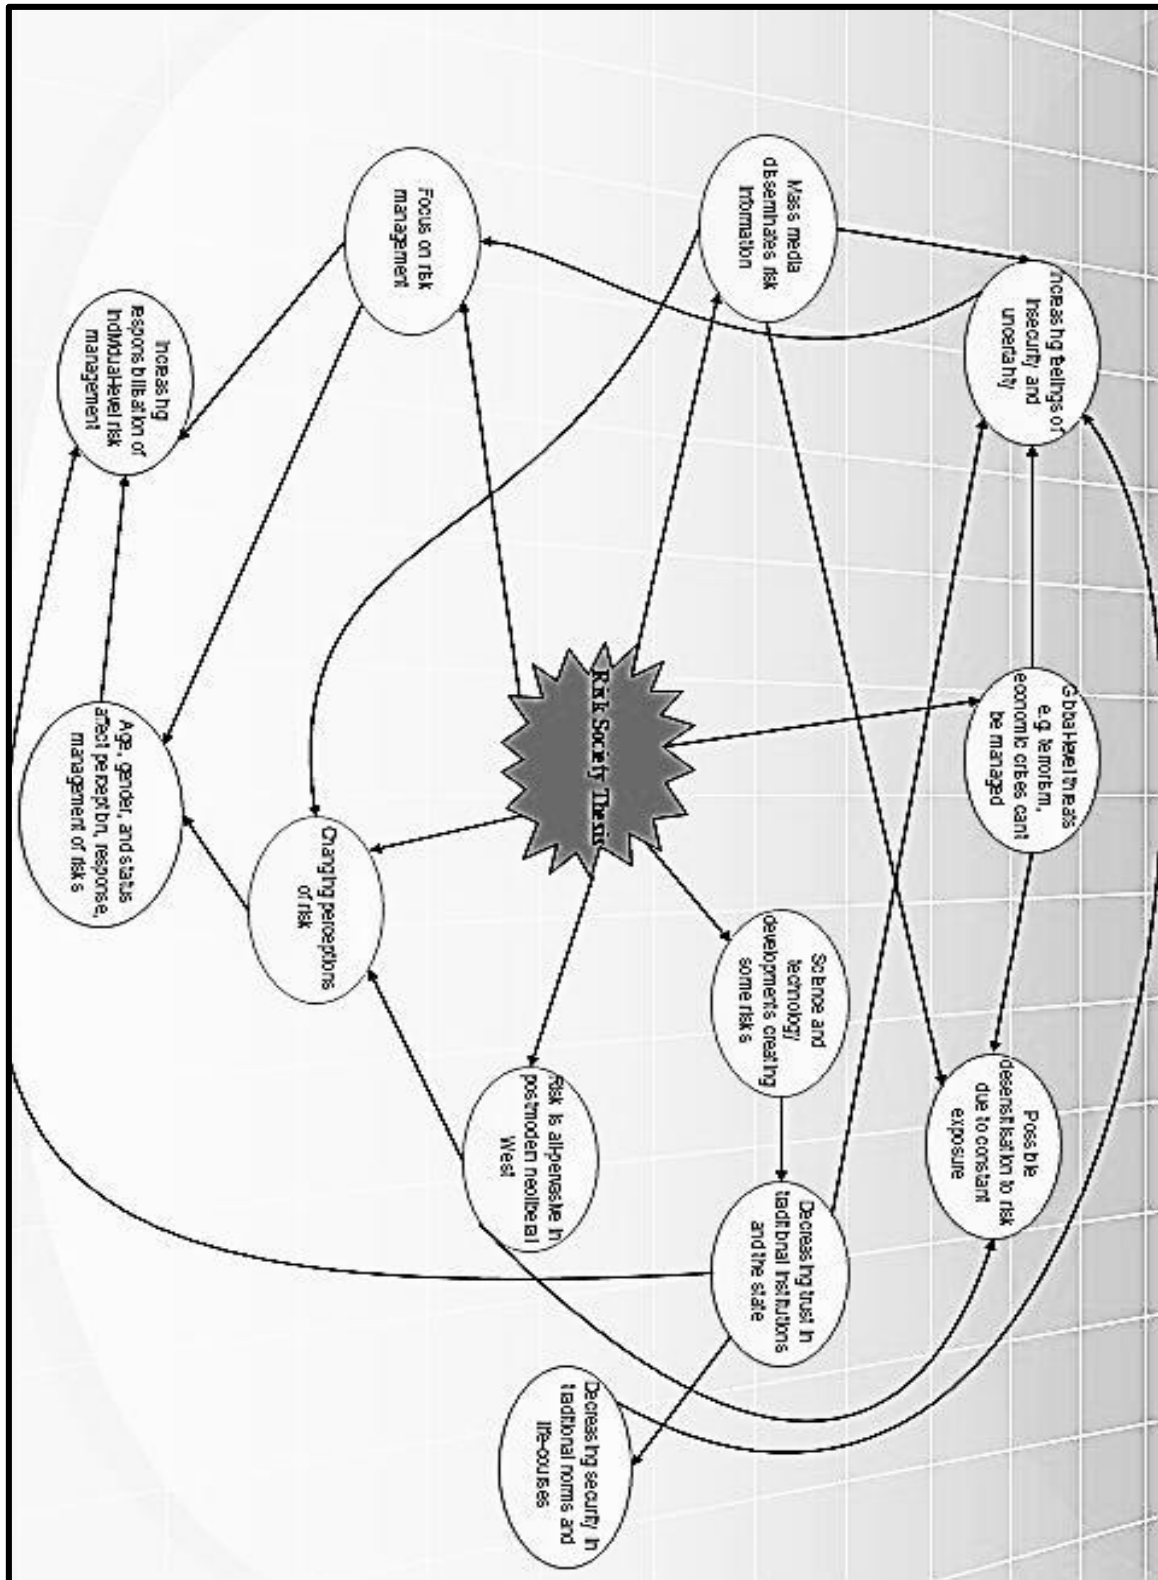 Increasing feelings of
insecurity and
uncertainty
Global-level threats
e.g. terrorism,
economic crises can't
be managed
Possible
desensitisation to risk
due to constant
exposure
Mass media
disseminates risk
information
Science and
technology
developments creating
some risks
Decreasing trust in
traditional institutions
and the state
Risk Society Thesis
Risk is all-pervasive in
postmodern neoliberal
West
Decreasing security in
traditional norms and
life-courses
Focus on risk
management
Changing perceptions
of risk
Increasing
responsibilisation of
individual-level risk
management
Age, gender, and status
affect perception, response,
management of risks